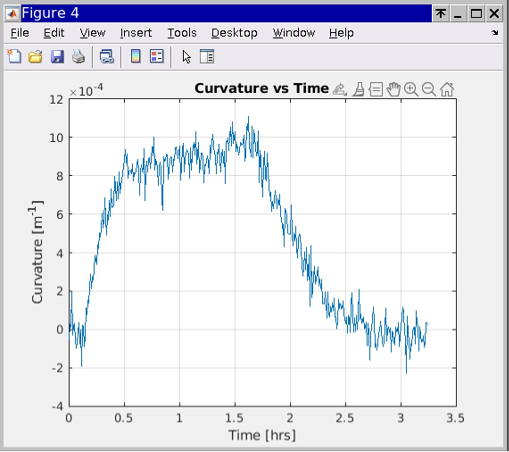 Figure 4
File Edit View Insert Tools Desktop Window Help
Curvature vs Time
×10⁻⁴
12
10
8
6
4
2
0
-2
-4
Curvature [m⁻¹]
0 0.5 1 1.5 2 2.5 3 3.5
Time [hrs]